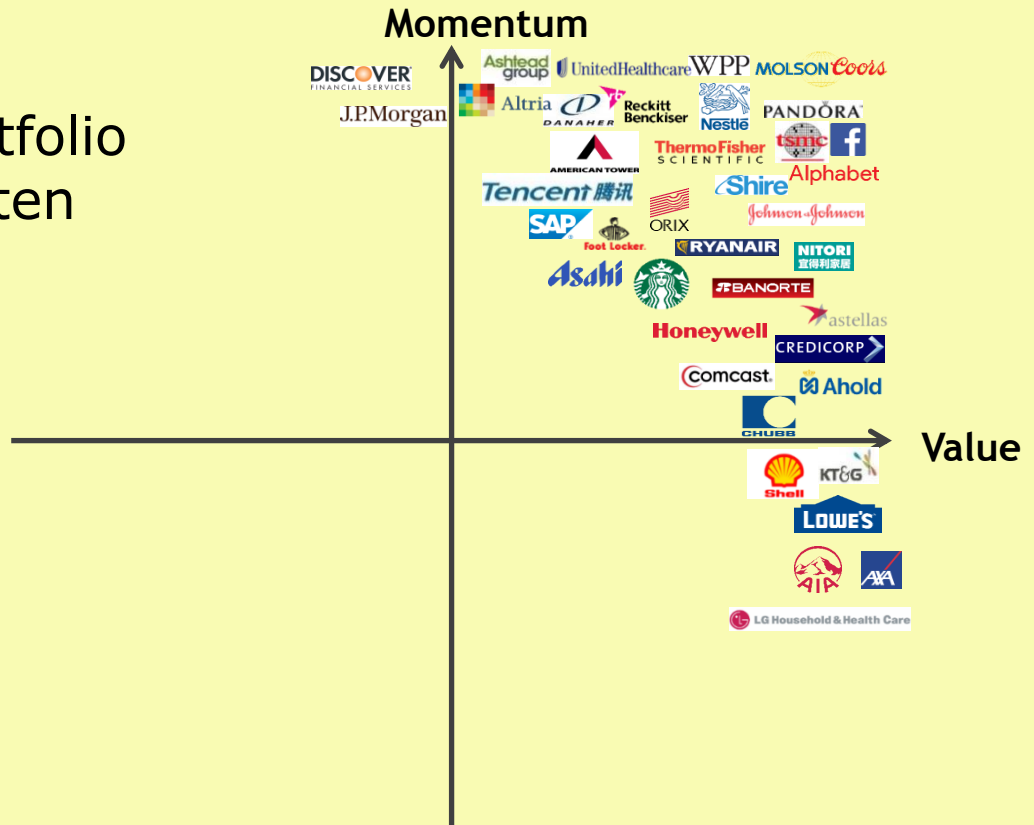 Momentum
Ashtead
group
UnitedHealthcare
WPP
MOLSON Coors
DISCOVER
FINANCIAL SERVICES
J.P.Morgan
Altria
DANAHER
Reckitt
Benckiser
Nestlé
PANDÖRA
tfolio
ten
AMERICAN TOWER
ThermoFisher
SCIENTIFIC
tsmc
f
Alphabet
Tencent 腾讯
Shire
ORIX
Johnson & Johnson
SAP
Foot Locker.
RYANAIR
NITORI
宜得利家居
Asahi
BANORTE
astellas
Honeywell
CREDICORP
comcast.
Ahold
CHUBB
Value
Shell
KT&G
LOWE'S
AIA
AXA
LG Household & Health Care